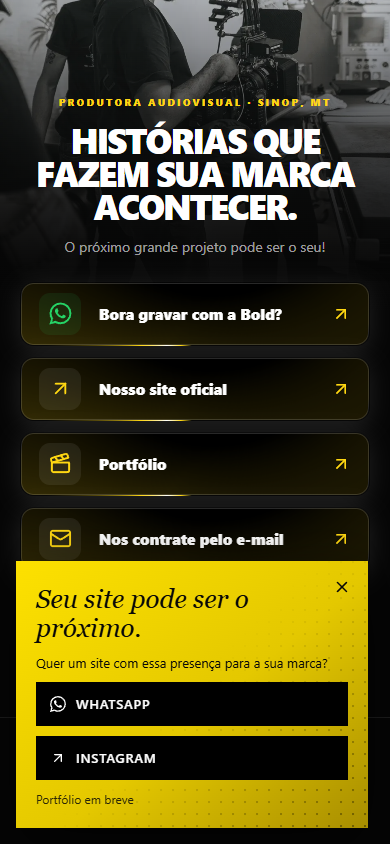 PRODUTORA AUDIOVISUAL · SINOP, MT
HISTÓRIAS QUE
FAZEM SUA MARCA
ACONTECER.
O próximo grande projeto pode ser o seu!
Bora gravar com a Bold?
Nosso site oficial
Portfólio
Nos contrate pelo e-mail
Seu site pode ser o
próximo.
Quer um site com essa presença para a sua marca?
WHATSAPP
INSTAGRAM
Portfólio em breve